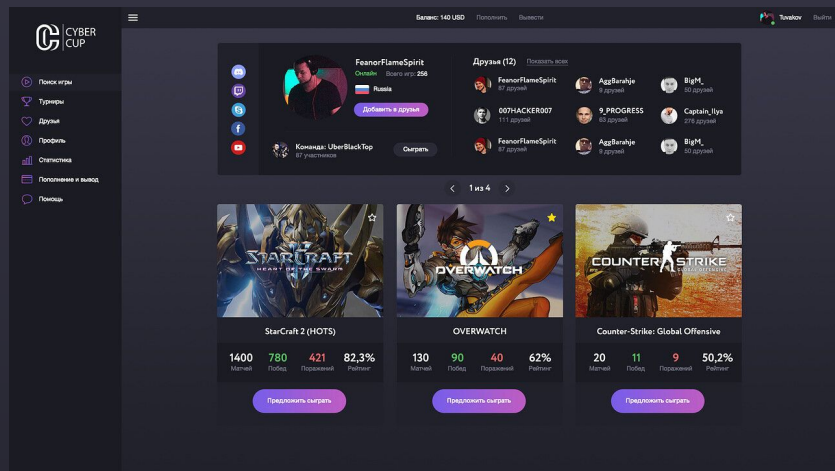 CYBER
CUP
Баланс: 140 USD Пополнить Вывести
Tuvakov Выйти
Поиск игры
Турниры
Друзья
Профиль
Статистика
Пополнение и вывод
Помощь
FeanorFlameSpirit
Онлайн Всего игр: 256
Russia
Добавить в друзья
Команда: UberBlackTop
87 участников
Сыграть
Друзья (12) Показать всех
FeanorFlameSpirit
87 друзей
AggBarahje
9 друзей
BigM_
50 друзей
007HACKER007
111 друзей
9_PROGRESS
63 друзей
Captain_Ilya
276 друзей
FeanorFlameSpirit
87 друзей
AggBarahje
9 друзей
BigM_
50 друзей
1 из 4
STARCRAFT
II
HEART OF THE SWARM
OVERWATCH
COUNTER STRIKE
GLOBAL OFFENSIVE
StarCraft 2 (HOTS)
1400 780 421 82,3%
Матчей Побед Поражений Рейтинг
Предложить сыграть
OVERWATCH
130 90 40 62%
Матчей Побед Поражений Рейтинг
Предложить сыграть
Counter-Strike: Global Offensive
20 11 9 50,2%
Матчей Побед Поражений Рейтинг
Предложить сыграть